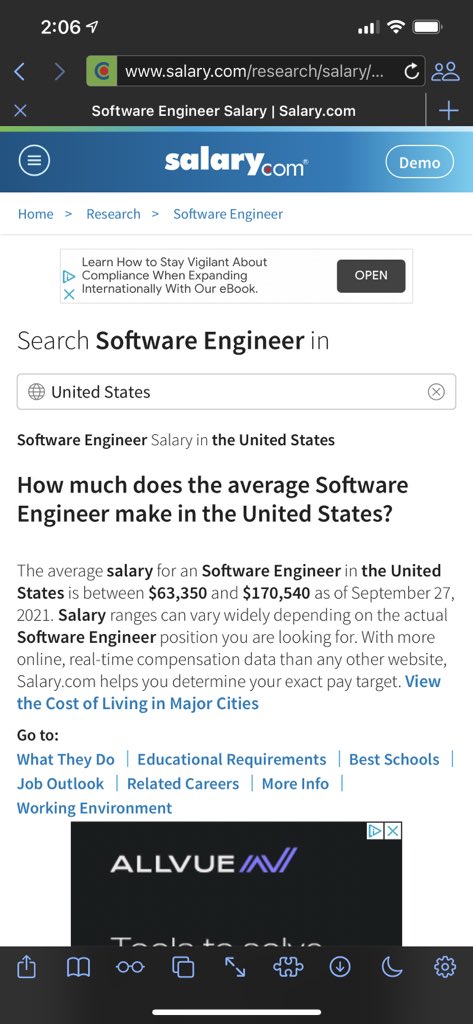 2:06
www.salary.com/research/salary/...
Software Engineer Salary | Salary.com
salary.com®
Demo
Home > Research > Software Engineer
Learn How to Stay Vigilant About
Compliance When Expanding
Internationally With Our eBook.
OPEN
Search Software Engineer in
United States
Software Engineer Salary in the United States
How much does the average Software
Engineer make in the United States?
The average salary for an Software Engineer in the United
States is between $63,350 and $170,540 as of September 27,
2021. Salary ranges can vary widely depending on the actual
Software Engineer position you are looking for. With more
online, real-time compensation data than any other website,
Salary.com helps you determine your exact pay target. View
the Cost of Living in Major Cities
Go to:
What They Do | Educational Requirements | Best Schools |
Job Outlook | Related Careers | More Info |
Working Environment
ALLVUE
Tools to solve